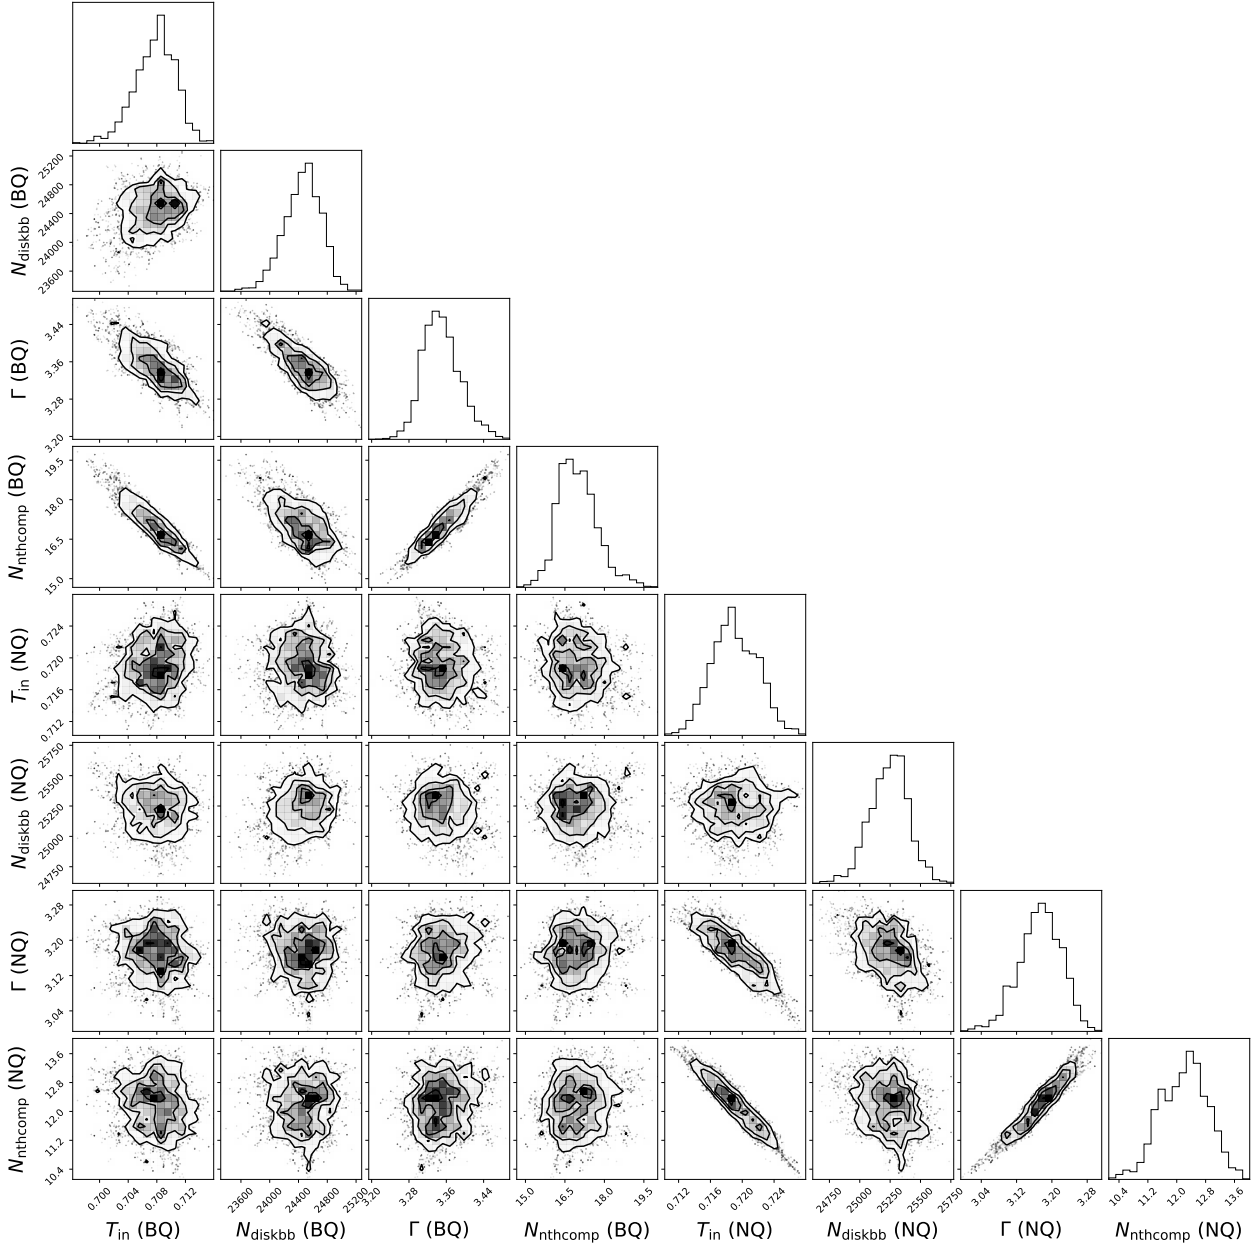 25200
24800
24400
24000
23600
N_diskbb (BQ)
3.44
3.36
3.28
3.20
Γ (BQ)
19.5
18.0
16.5
15.0
N_nthcomp (BQ)
0.724
0.720
0.716
0.712
T_in (NQ)
25750
25500
25250
25000
24750
N_diskbb (NQ)
3.28
3.20
3.12
3.04
Γ (NQ)
13.6
12.8
12.0
11.2
10.4
N_nthcomp (NQ)
0.700 0.704 0.708 0.712
23600 24000 24400 24800 25200
3.20 3.28 3.36 3.44
15.0 16.5 18.0 19.5
0.712 0.716 0.720 0.724
24750 25000 25250 25500 25750
3.04 3.12 3.20 3.28
10.4 11.2 12.0 12.8 13.6
T_in (BQ) N_diskbb (BQ) Γ (BQ) N_nthcomp (BQ) T_in (NQ) N_diskbb (NQ) Γ (NQ) N_nthcomp (NQ)